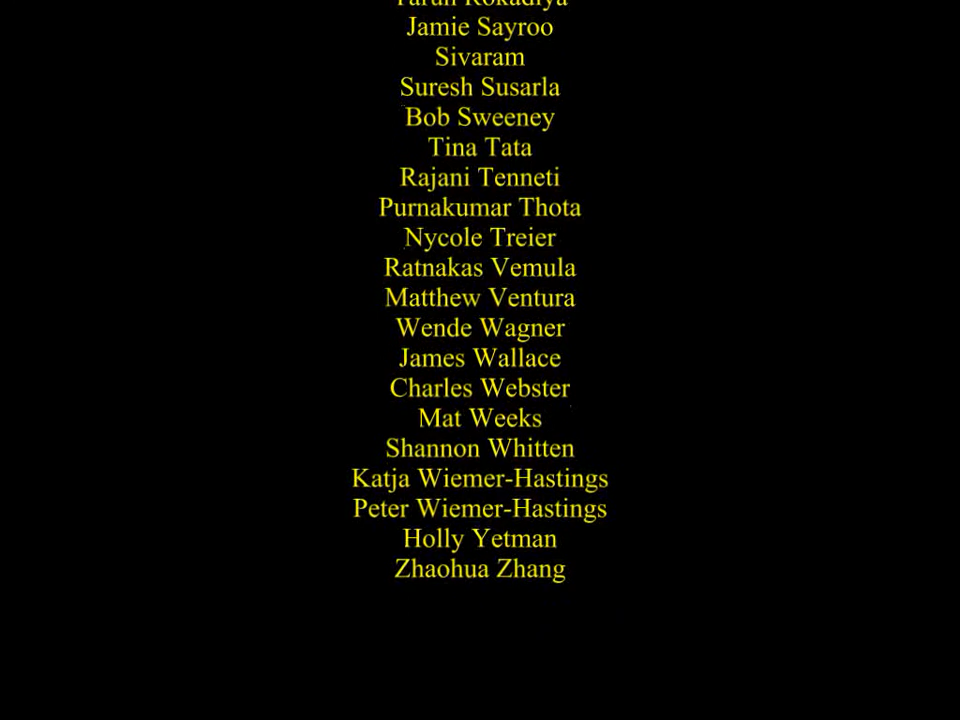 Tarun Rokadiya
Jamie Sayroo
Sivaram
Suresh Susarla
Bob Sweeney
Tina Tata
Rajani Tenneti
Purnakumar Thota
Nycole Treier
Ratnakas Vemula
Matthew Ventura
Wende Wagner
James Wallace
Charles Webster
Mat Weeks
Shannon Whitten
Katja Wiemer-Hastings
Peter Wiemer-Hastings
Holly Yetman
Zhaohua Zhang